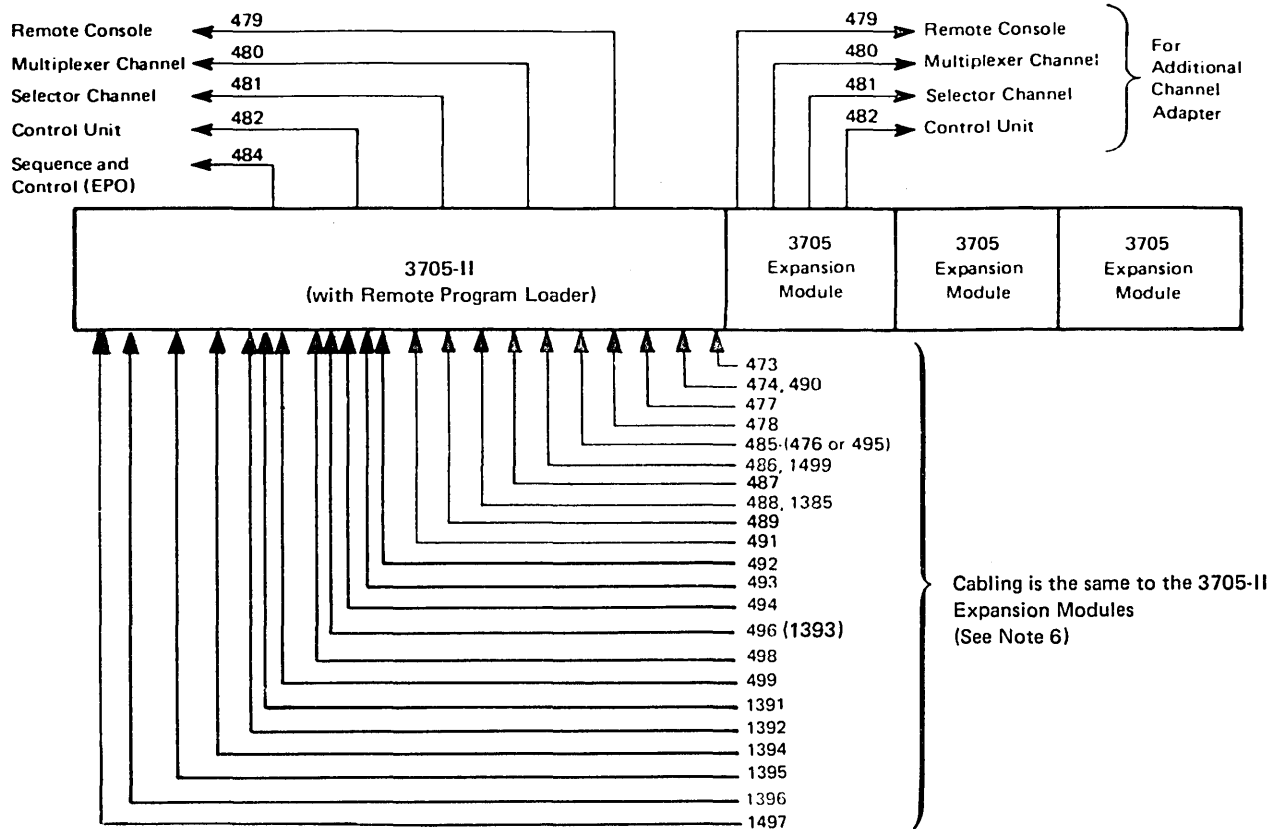 479
Remote Console
480
Multiplexer Channel
481
Selector Channel
482
Control Unit
484
Sequence and
Control (EPO)
479
Remote Console
480
Multiplexer Channel
481
Selector Channel
482
Control Unit
For
Additional
Channel
Adapter
3705-II
(with Remote Program Loader)
3705
Expansion
Module
3705
Expansion
Module
3705
Expansion
Module
473
474, 490
477
478
485-(476 or 495)
486, 1499
487
488, 1385
489
491
492
493
494
496 (1393)
498
499
1391
1392
1394
1395
1396
1497
Cabling is the same to the 3705-II
Expansion Modules
(See Note 6)